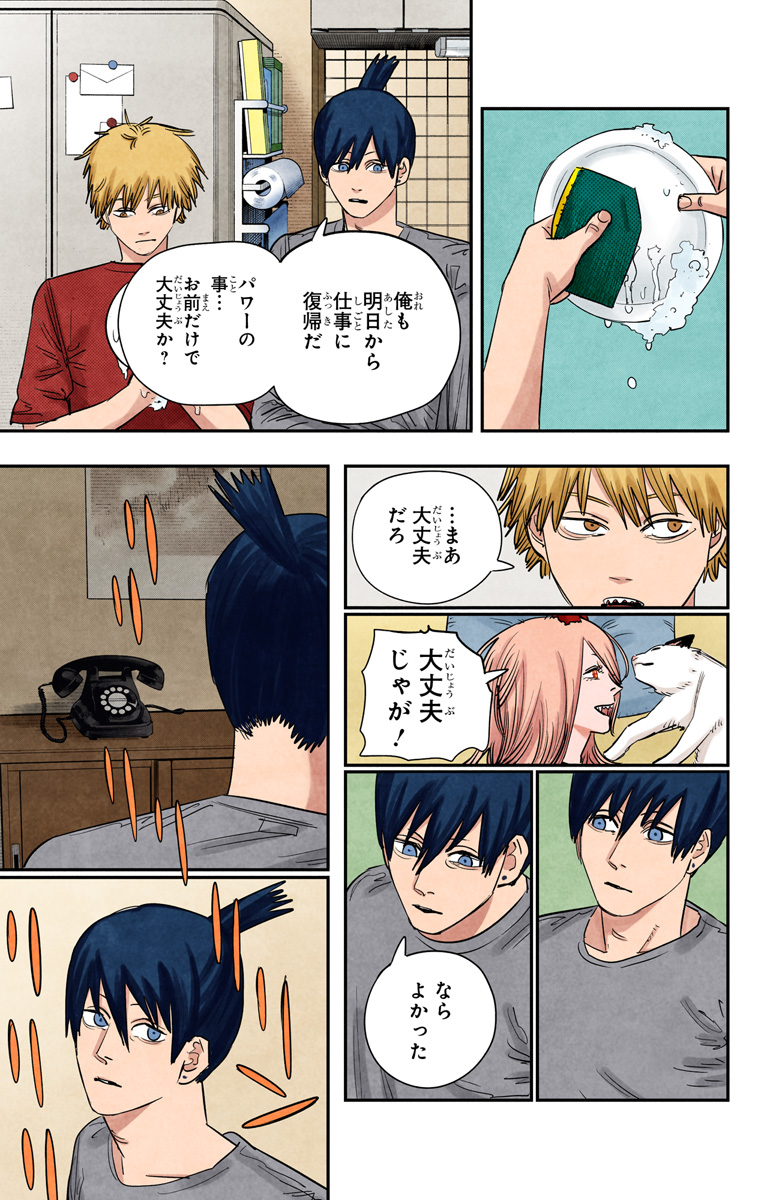 俺も
明日から
仕事に
復帰だ
パワーの
事…
お前だけで
大丈夫か？
…まあ
大丈夫
だろ
大丈夫
じゃが！
なら
よかった